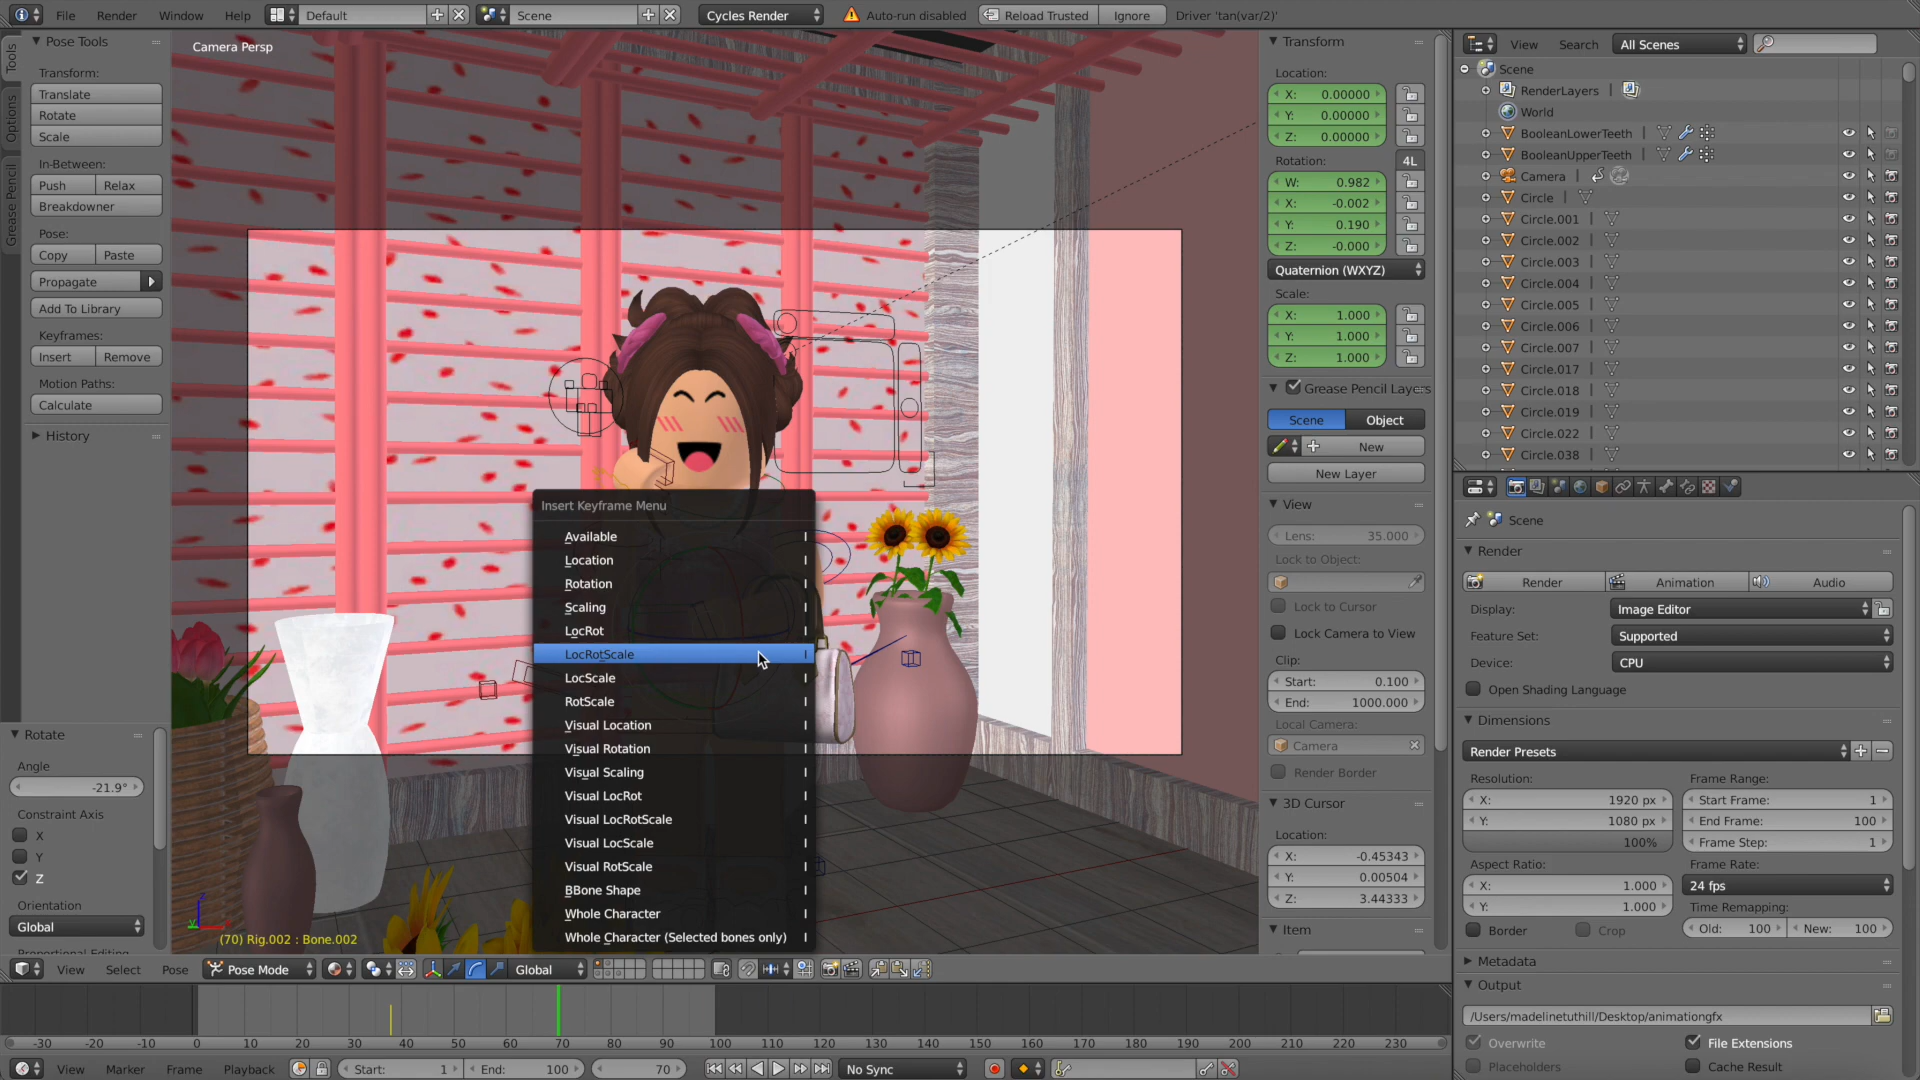 File Render Window Help Default Scene Cycles Render Auto-run disabled Reload Trusted Ignore Driver 'tan(var/2)'
Tools
Options
Grease Pencil
Pose Tools
Transform:
Translate
Rotate
Scale
In-Between:
Push Relax
Breakdowner
Pose:
Copy Paste
Propagate
Add To Library
Keyframes:
Insert Remove
Motion Paths:
Calculate
History
Rotate
Angle
-21.9°
Constraint Axis
X
Y
Z
Orientation
Global
Camera Persp
Insert Keyframe Menu
Available I
Location I
Rotation I
Scaling I
LocRot I
LocRotScale I
LocScale I
RotScale I
Visual Location I
Visual Rotation I
Visual Scaling I
Visual LocRot I
Visual LocRotScale I
Visual LocScale I
Visual RotScale I
BBone Shape I
Whole Character I
Whole Character (Selected bones only) I
(70) Rig.002 : Bone.002
Transform
Location:
X: 0.00000
Y: 0.00000
Z: 0.00000
Rotation: 4L
W: 0.982
X: -0.002
Y: 0.190
Z: -0.000
Quaternion (WXYZ)
Scale:
X: 1.000
Y: 1.000
Z: 1.000
Grease Pencil Layers
Scene Object
New
New Layer
View
Lens: 35.000
Lock to Object:
Lock to Cursor
Lock Camera to View
Clip:
Start: 0.100
End: 1000.000
Local Camera:
Camera
Render Border
3D Cursor
Location:
X: -0.45343
Y: 0.00504
Z: 3.44333
Item
View Search All Scenes
Scene
RenderLayers
World
BooleanLowerTeeth
BooleanUpperTeeth
Camera
Circle
Circle.001
Circle.002
Circle.003
Circle.004
Circle.005
Circle.006
Circle.007
Circle.017
Circle.018
Circle.019
Circle.022
Circle.038
Scene
Render
Render Animation Audio
Display: Image Editor
Feature Set: Supported
Device: CPU
Open Shading Language
Dimensions
Render Presets
Resolution: Frame Range:
X: 1920 px Start Frame: 1
Y: 1080 px End Frame: 100
100% Frame Step: 1
Aspect Ratio: Frame Rate:
X: 1.000 24 fps
Y: 1.000 Time Remapping:
Border Crop Old: 100 New: 100
Metadata
Output
/Users/madelinetuthill/Desktop/animationgfx
Overwrite File Extensions
Placeholders Cache Result
View Select Pose Pose Mode Global
-30 -20 -10 0 10 20 30 40 50 60 70 80 90 100 110 120 130 140 150 160 170 180 190 200 210 220 230
View Marker Frame Playback Start: 1 End: 100 70 No Sync